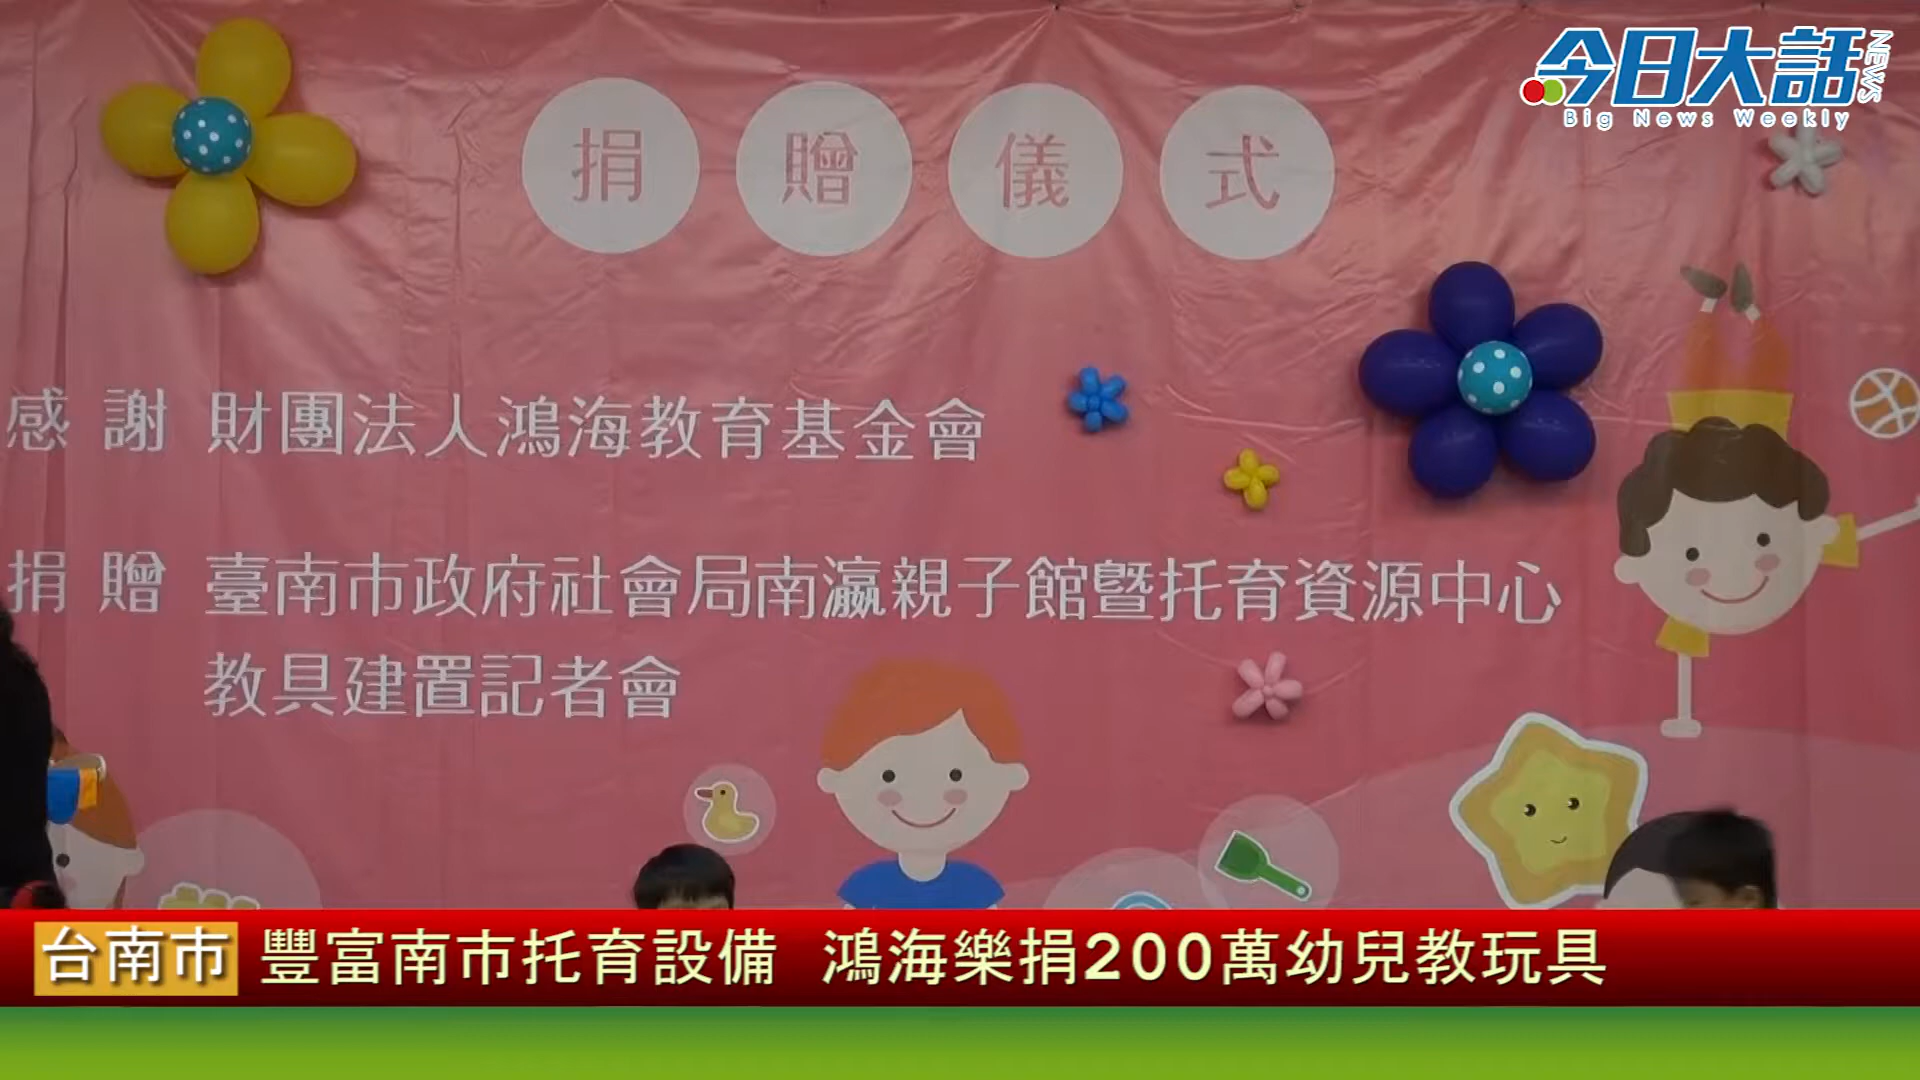 今日大話
NEWS
Big News Weekly
捐贈儀式
感謝 財團法人鴻海教育基金會
捐贈 臺南市政府社會局南瀛親子館暨托育資源中心
教具建置記者會
台南市 豐富南市托育設備 鴻海樂捐200萬幼兒教玩具